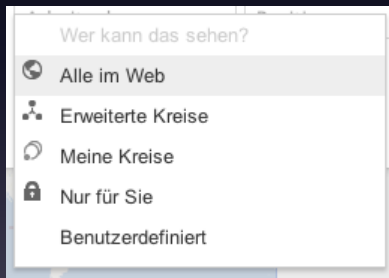 Wer kann das sehen?
Alle im Web
Erweiterte Kreise
Meine Kreise
Nur für Sie
Benutzerdefiniert